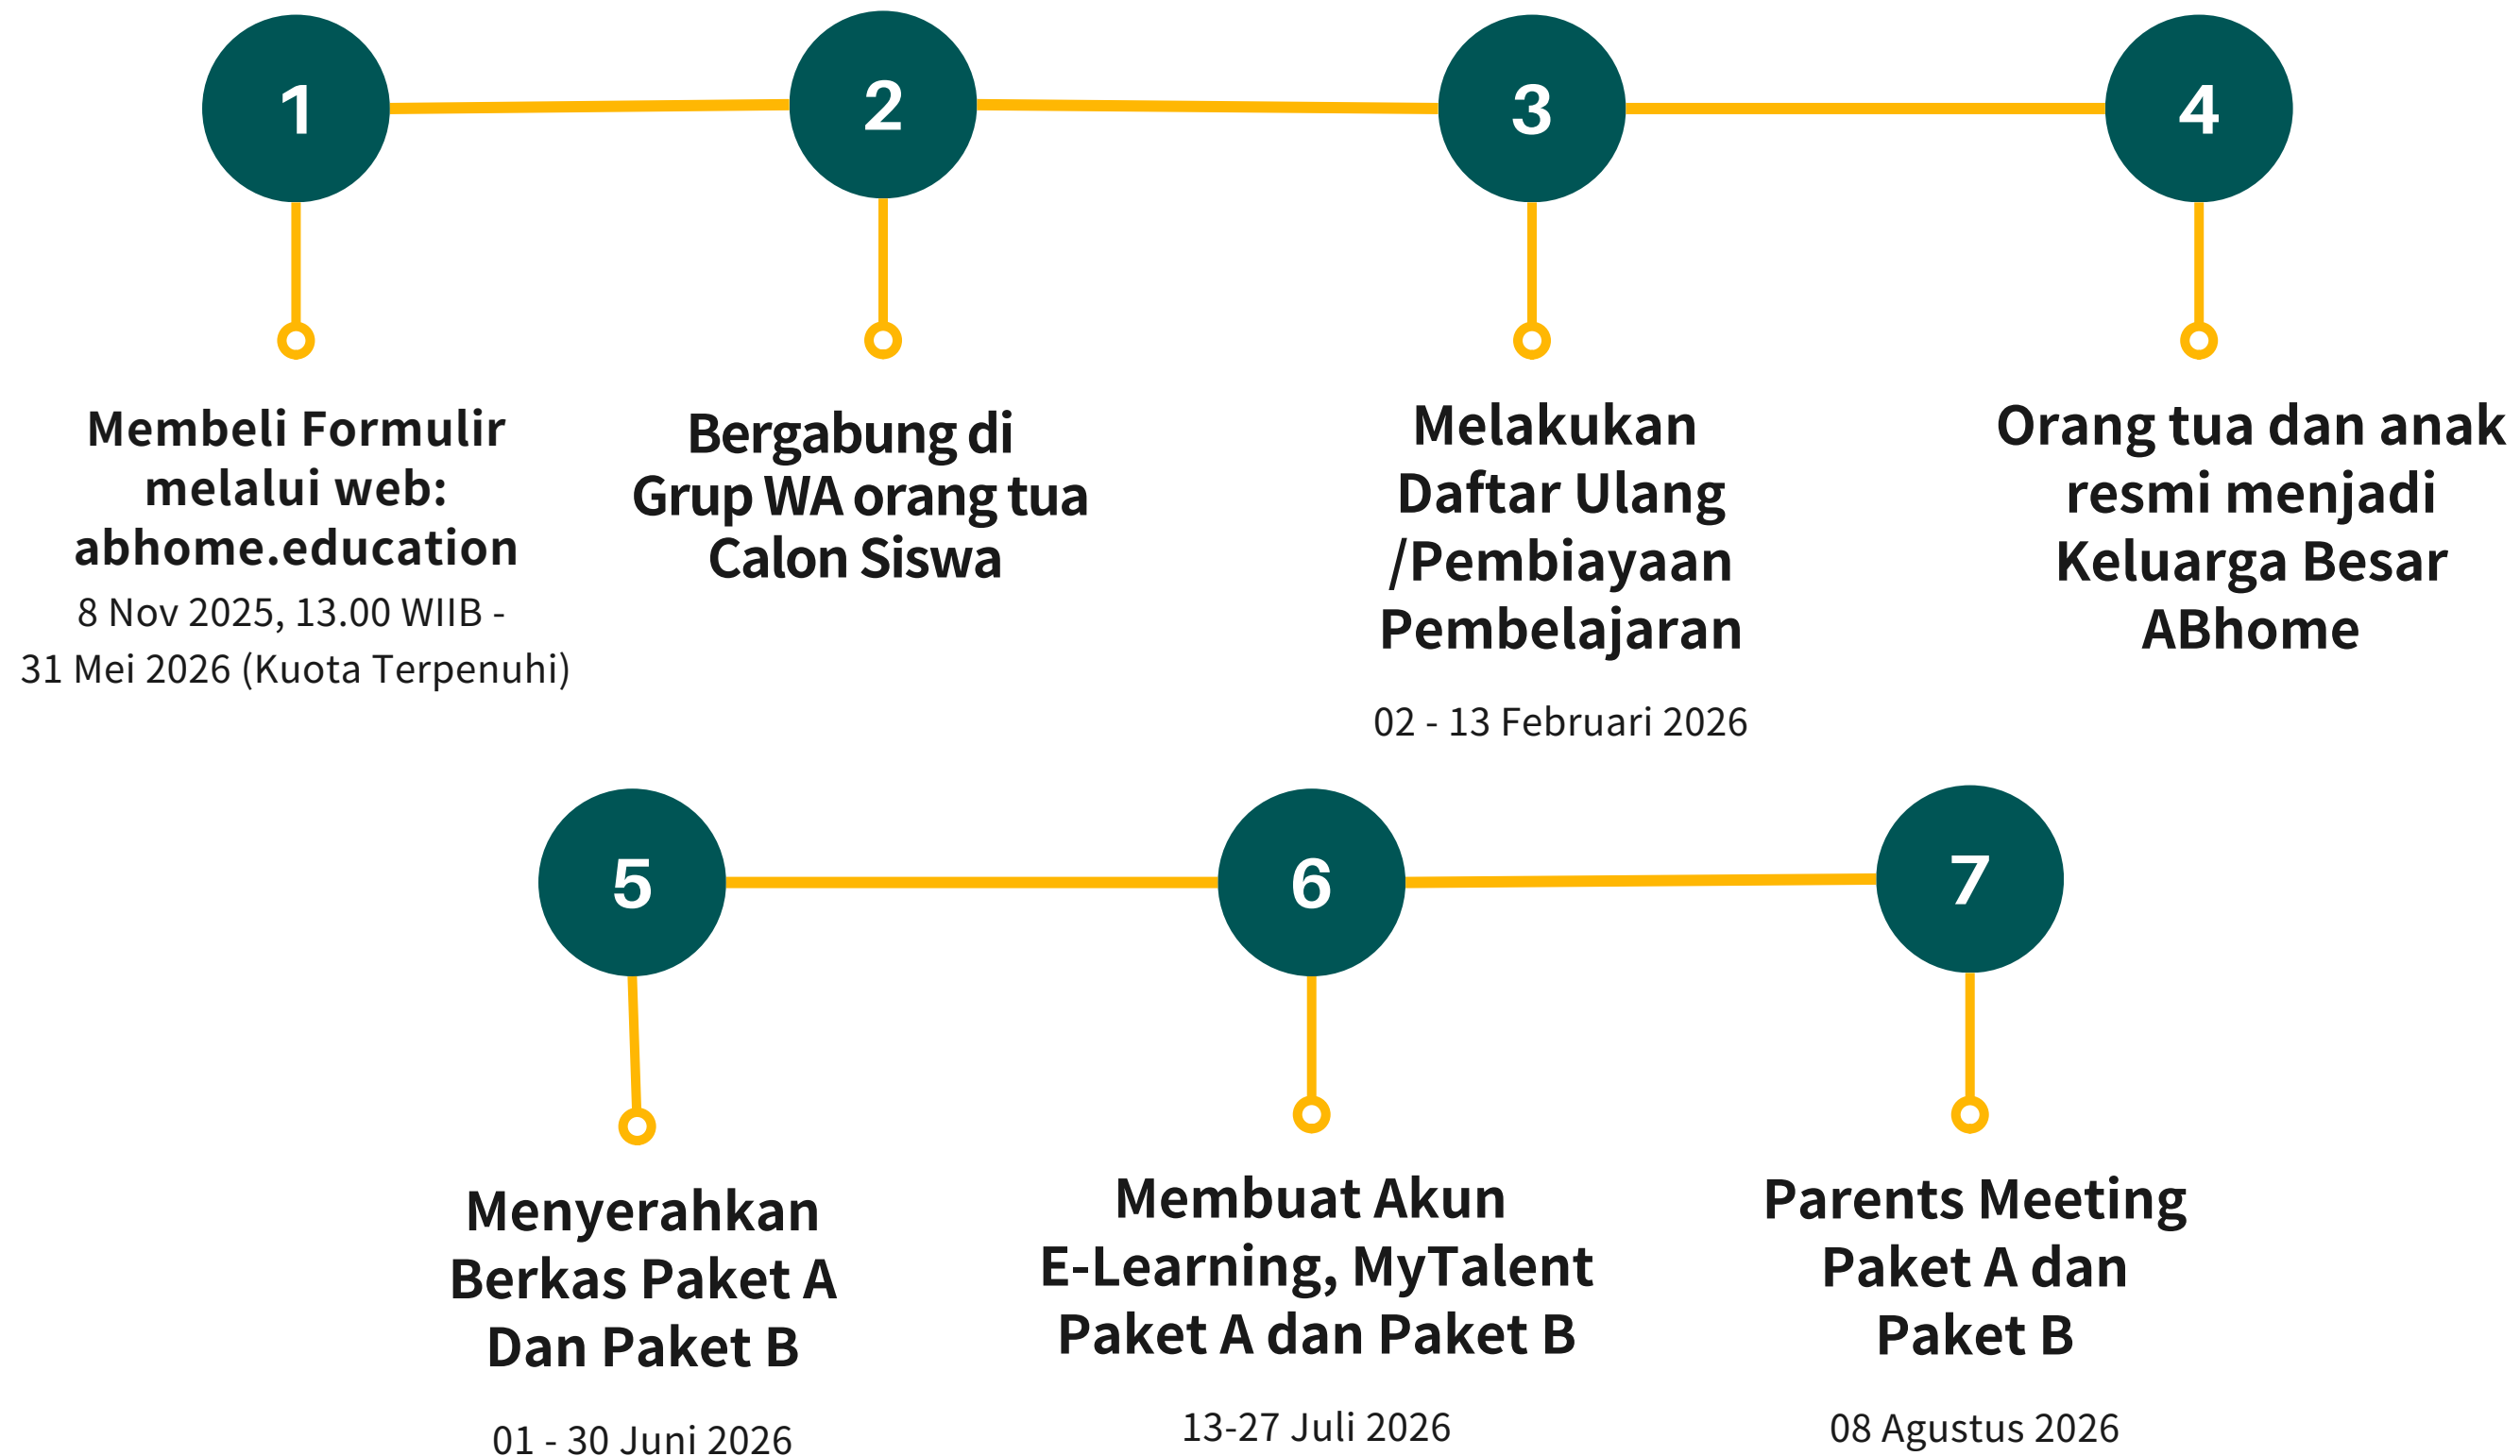 1
2
3
4
Membeli Formulir
melalui web:
abhome.education
8 Nov 2025, 13.00 WIIB -
31 Mei 2026 (Kuota Terpenuhi)
Bergabung di
Grup WA orang tua
Calon Siswa
Melakukan
Daftar Ulang
/Pembiayaan
Pembelajaran
02 - 13 Februari 2026
Orang tua dan anak
resmi menjadi
Keluarga Besar
ABhome
5
6
7
Menyerahkan
Berkas Paket A
Dan Paket B
01 - 30 Juni 2026
Membuat Akun
E-Learning, MyTalent
Paket A dan Paket B
13-27 Juli 2026
Parents Meeting
Paket A dan
Paket B
08 Agustus 2026